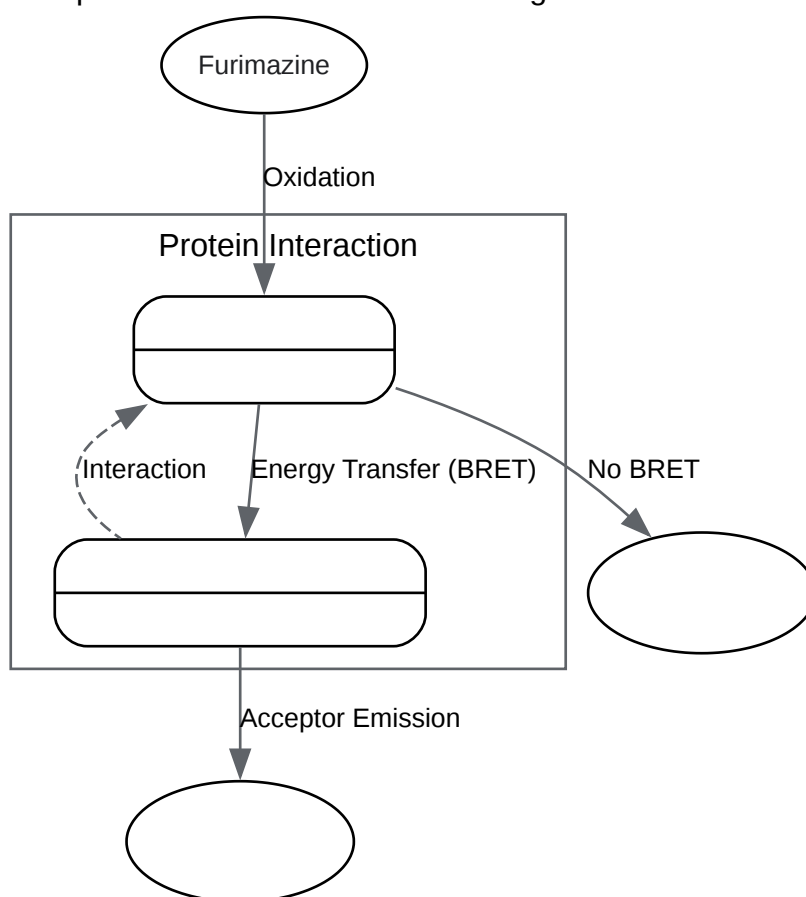 Furimazine
Oxidation
Protein Interaction
Interaction
Energy Transfer (BRET)
No BRET
Acceptor Emission